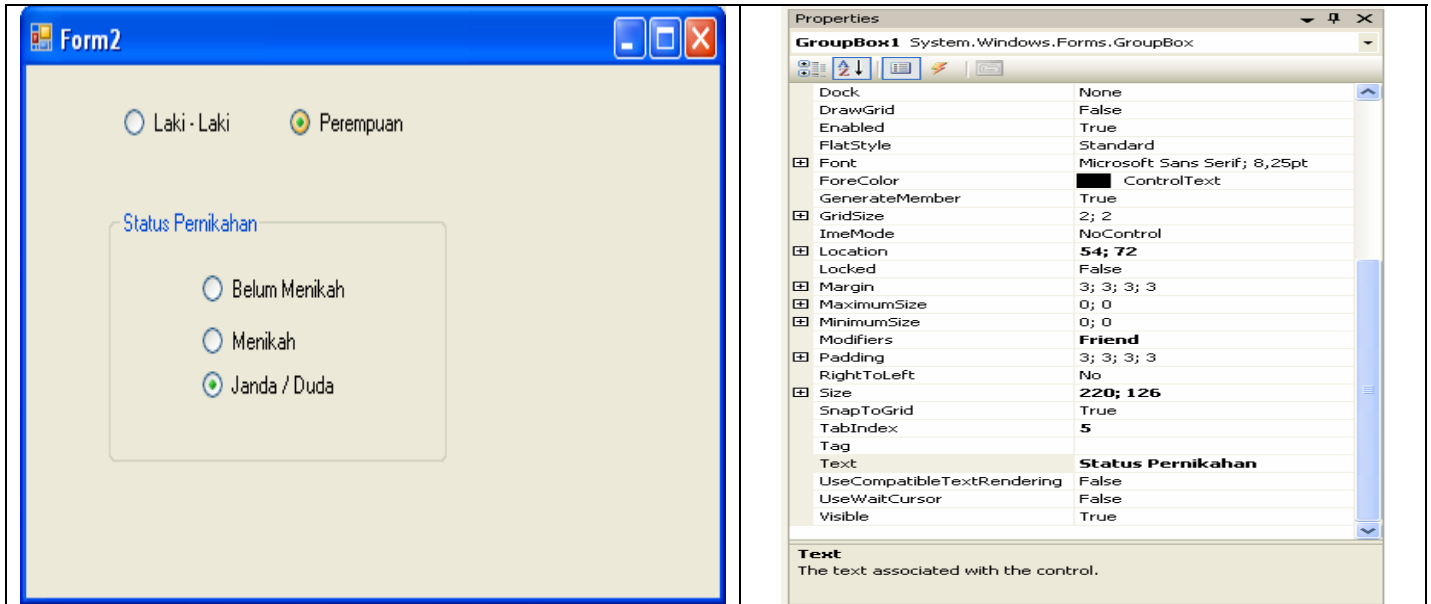 Form2
Laki - Laki Perempuan
Status Pernikahan
Belum Menikah
Menikah
Janda / Duda
Properties
GroupBox1 System.Windows.Forms.GroupBox
Dock None
DrawGrid False
Enabled True
FlatStyle Standard
Font Microsoft Sans Serif; 8,25pt
ForeColor ControlText
GenerateMember True
GridSize 2; 2
ImeMode NoControl
Location 54; 72
Locked False
Margin 3; 3; 3; 3
MaximumSize 0; 0
MinimumSize 0; 0
Modifiers Friend
Padding 3; 3; 3; 3
RightToLeft No
Size 220; 126
SnapToGrid True
TabIndex 5
Tag
Text Status Pernikahan
UseCompatibleTextRendering False
UseWaitCursor False
Visible True
Text
The text associated with the control.